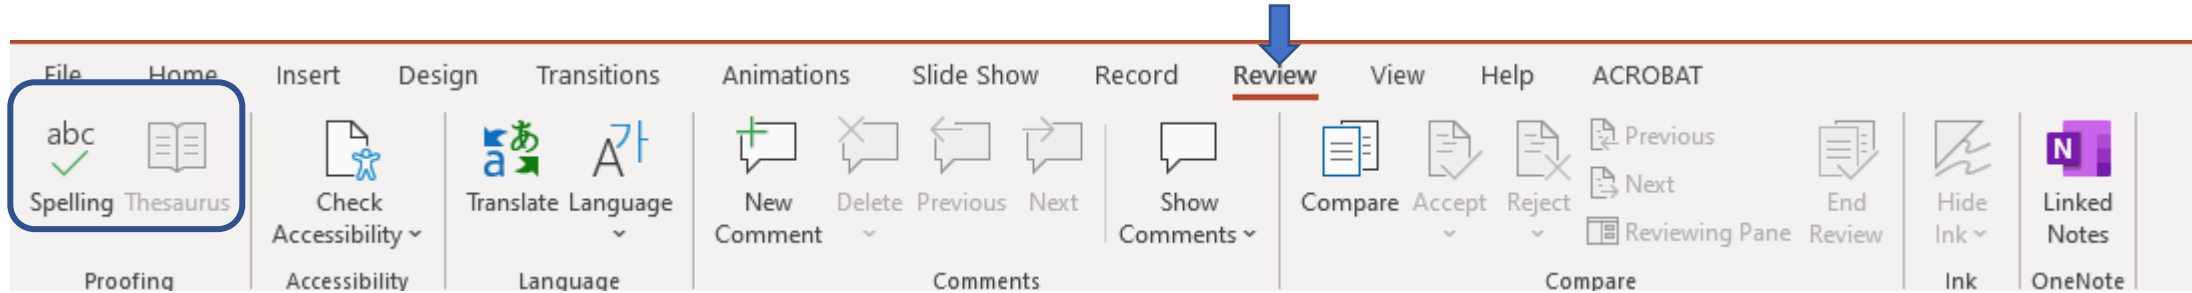 File Home Insert Design Transitions Animations Slide Show Record Review View Help ACROBAT
abc a あ A 가 Previous N
Next
Spelling Thesaurus Check Translate Language New Delete Previous Next Show Compare Accept Reject End Hide Linked
Accessibility Comment Comments Reviewing Pane Review Ink Notes
Proofing Accessibility Language Comments Compare Ink OneNote